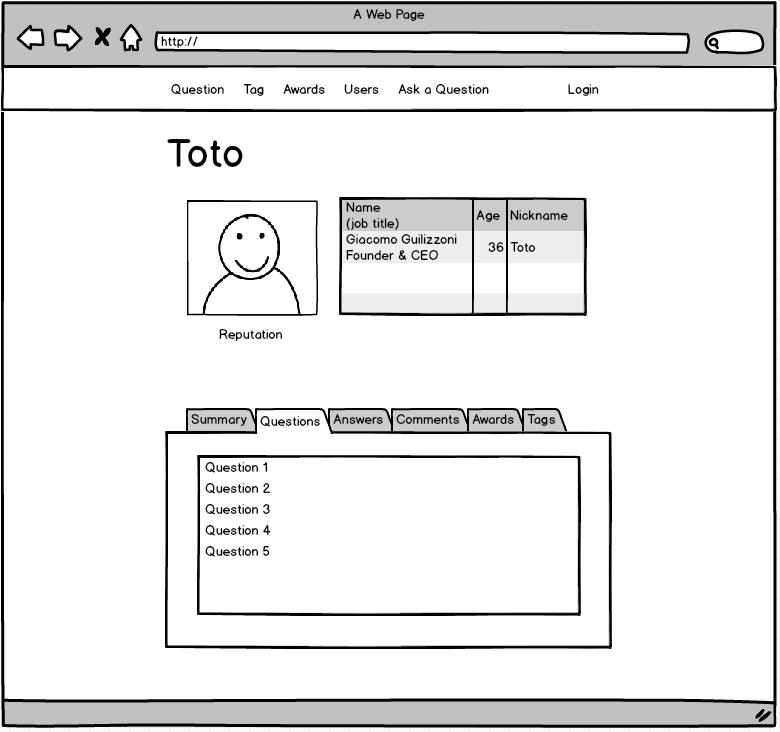 A Web Page
http://
Question Tag Awards Users Ask a Question Login
Toto
Name
(job title)
Age
Nickname
Giacomo Guilizzoni
Founder & CEO
36
Toto
Reputation
Summary Questions Answers Comments Awards Tags
Question 1
Question 2
Question 3
Question 4
Question 5